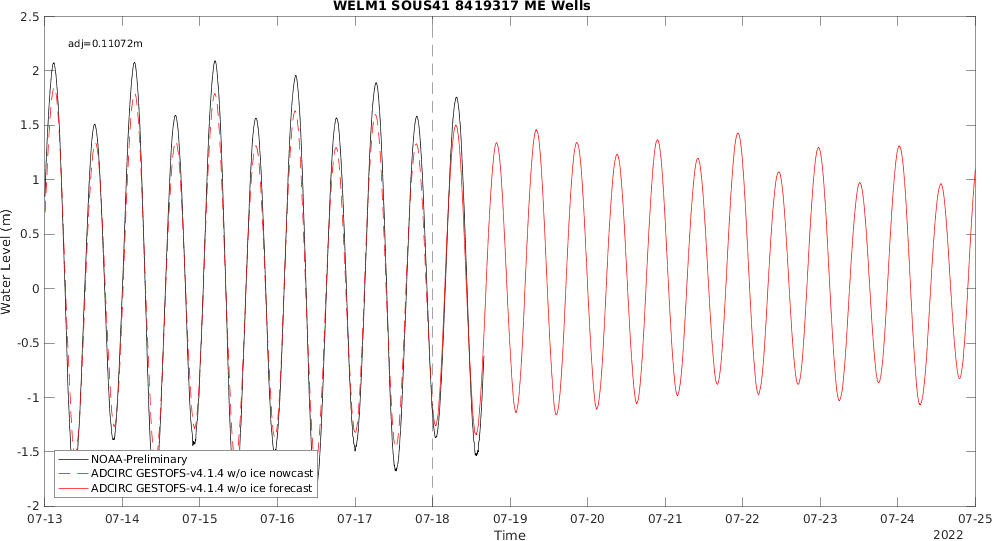 WELM1 SOUS41 8419317 ME Wells
adj=0.11072m
2.5
2
1.5
1
0.5
0
-0.5
-1
-1.5
-2
Water Level (m)
NOAA-Preliminary
ADCIRC GESTOFS-v4.1.4 w/o ice nowcast
ADCIRC GESTOFS-v4.1.4 w/o ice forecast
07-13 07-14 07-15 07-16 07-17 07-18 07-19 07-20 07-21 07-22 07-23 07-24 07-25
Time
2022